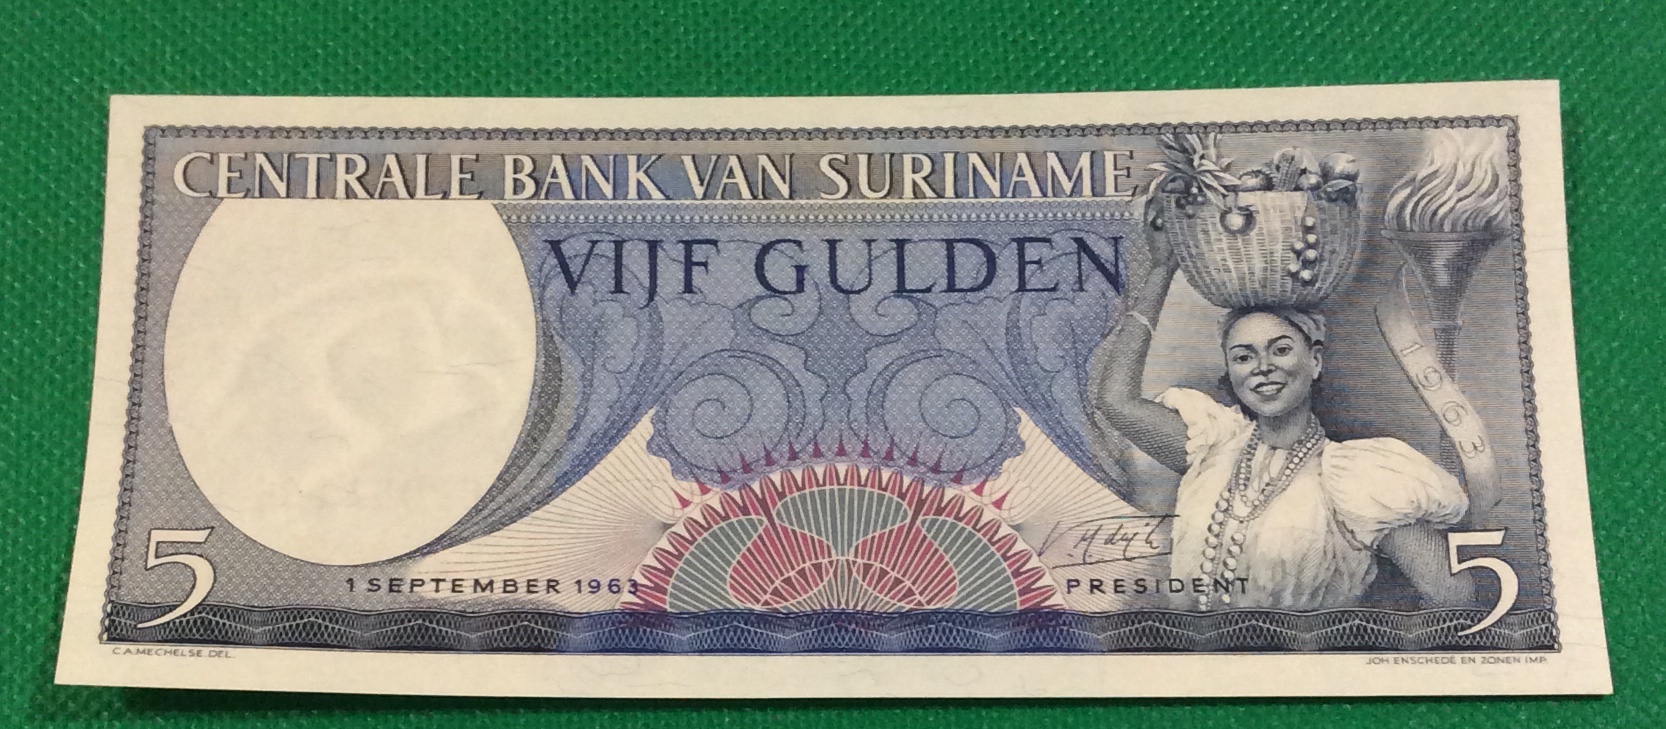 CENTRALE BANK VAN SURINAME
VIJF GULDEN
1963
5
1 SEPTEMBER 1963
PRESIDENT
5
C.A.MECHELSE.DEL.
JOH ENSCHEDÉ EN ZONEN IMP.